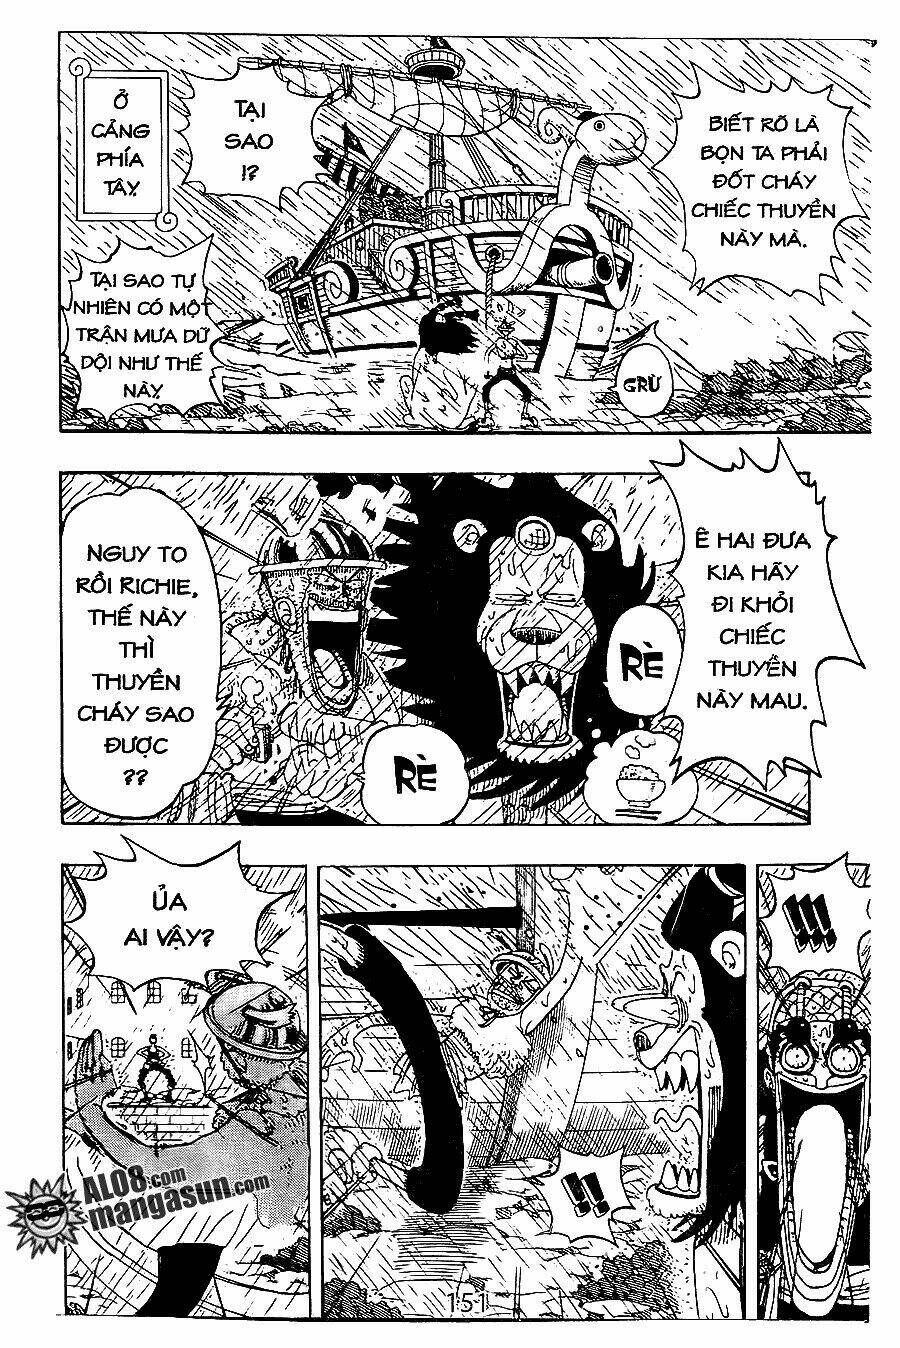 Ở
CẢNG
PHÍA
TÂY.
TẠI
SAO
!?
BIẾT RÕ LÀ
BỌN TA PHẢI
ĐỐT CHÁY
CHIẾC THUYỀN
NÀY MÀ.
TẠI SAO TỰ
NHIÊN CÓ MỘT
TRẬN MƯA DỮ
DỘI NHƯ THẾ
NÀY.
GRỪ
Ê HAI ĐƯA
KIA HÃY
ĐI KHỎI
CHIẾC
THUYỀN
NÀY MAU.
NGUY TO
RỒI RICHIE,
THẾ NÀY
THÌ
THUYỀN
CHÁY SAO
ĐƯỢC
??
RÈ
RÈ
ỦA
AI VẬY?
!!
!!!
AL08.com
mangasun.com
151